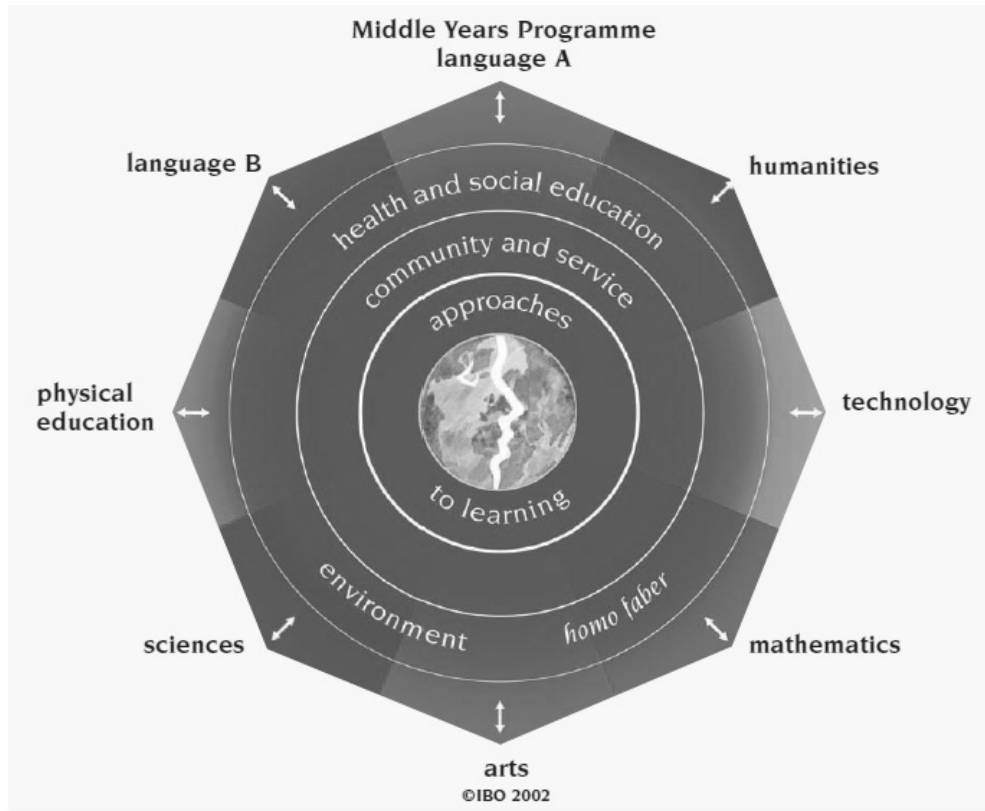 Middle Years Programme
language A
language B
humanities
health and social education
community and service
approaches
physical
education
technology
to learning
environment
homo faber
sciences
mathematics
arts
©IBO 2002